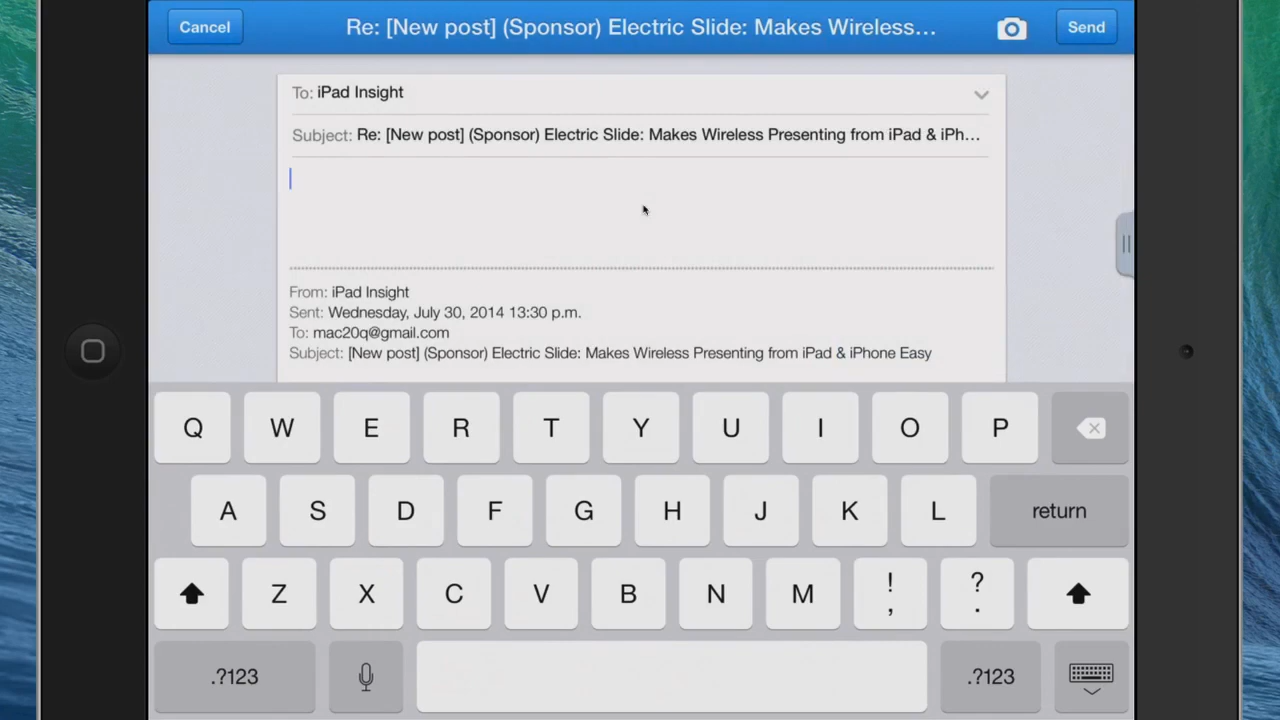 Cancel
Re: [New post] (Sponsor) Electric Slide: Makes Wireless...
Send
To: iPad Insight
Subject: Re: [New post] (Sponsor) Electric Slide: Makes Wireless Presenting from iPad & iPh...
From: iPad Insight
Sent: Wednesday, July 30, 2014 13:30 p.m.
To: mac20q@gmail.com
Subject: [New post] (Sponsor) Electric Slide: Makes Wireless Presenting from iPad & iPhone Easy
Q W E R T Y U I O P
A S D F G H J K L return
Z X C V B N M ! , ? .
.?123 .?123